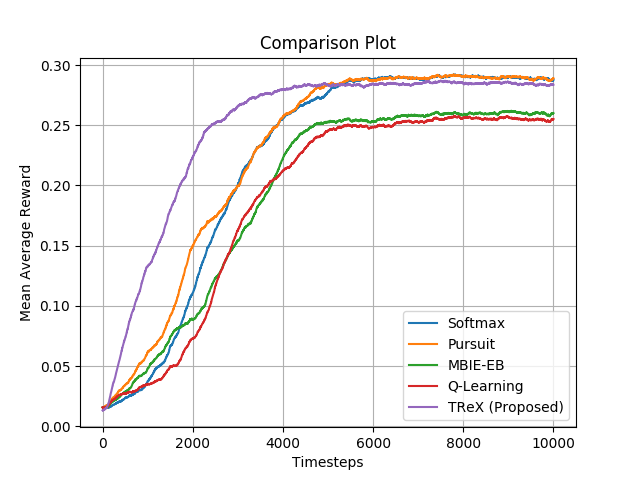 Comparison Plot
Mean Average Reward
0.30
0.25
0.20
0.15
0.10
0.05
0.00
Softmax
Pursuit
MBIE-EB
Q-Learning
TReX (Proposed)
0 2000 4000 6000 8000 10000
Timesteps